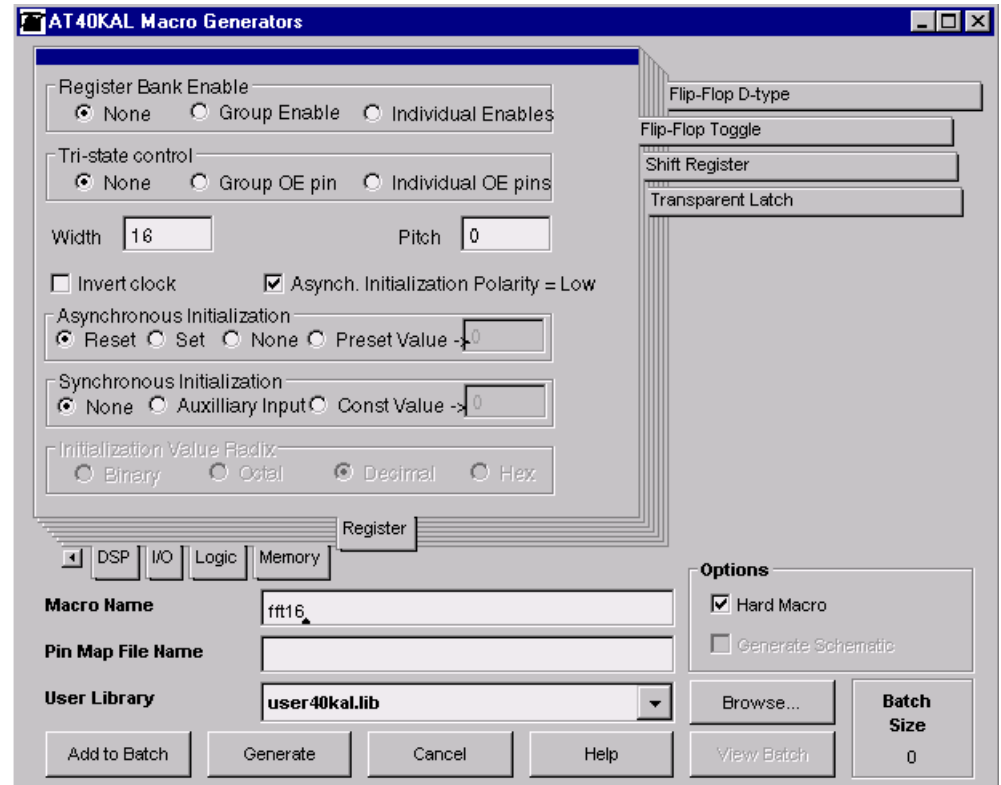 AT40KAL Macro Generators
Register Bank Enable
None Group Enable Individual Enables
Tri-state control
None Group OE pin Individual OE pins
Width 16 Pitch 0
Invert clock Asynch. Initialization Polarity = Low
Asynchronous Initialization
Reset Set None Preset Value -> 0
Synchronous Initialization
None Auxilliary Input Const Value -> 0
Initialization Value Radix
Binary Octal Decimal Hex
Flip-Flop D-type
Flip-Flop Toggle
Shift Register
Transparent Latch
Register
DSP I/O Logic Memory
Macro Name fft16
Pin Map File Name
User Library user40kal.lib
Options
Hard Macro
Generate Schematic
Browse...
Batch
Size
0
Add to Batch Generate Cancel Help View Batch